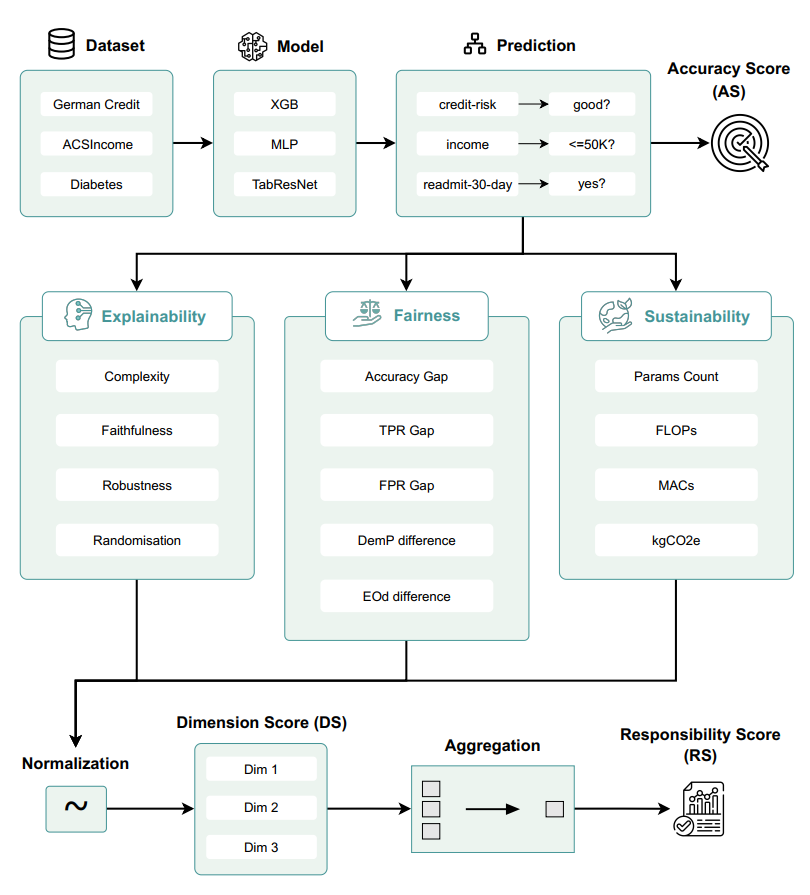 Dataset
Model
Prediction
Accuracy Score
(AS)
German Credit
ACSIncome
Diabetes
XGB
MLP
TabResNet
credit-risk
good?
income
<=50K?
readmit-30-day
yes?
Explainability
Complexity
Faithfulness
Robustness
Randomisation
Fairness
Accuracy Gap
TPR Gap
FPR Gap
DemP difference
EOd difference
Sustainability
Params Count
FLOPs
MACs
kgCO2e
Normalization
~
Dimension Score (DS)
Dim 1
Dim 2
Dim 3
Aggregation
Responsibility Score
(RS)